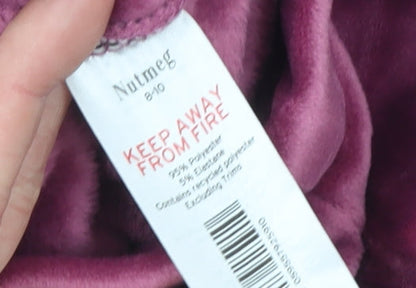 Nutmeg
8-10
KEEP AWAY
FROM FIRE
95% Polyester
5% Elastane
Contains recycled polyester
Excluding Trims